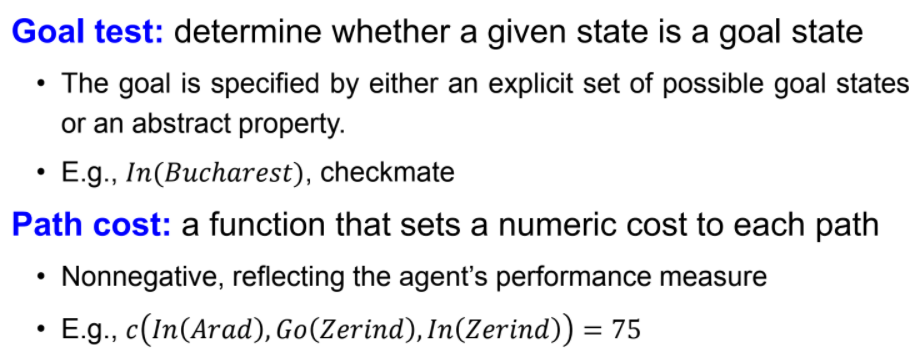 Goal test: determine whether a given state is a goal state
• The goal is specified by either an explicit set of possible goal states
or an abstract property.
• E.g., In(Bucharest), checkmate
Path cost: a function that sets a numeric cost to each path
• Nonnegative, reflecting the agent’s performance measure
• E.g., c(In(Arad), Go(Zerind), In(Zerind)) = 75